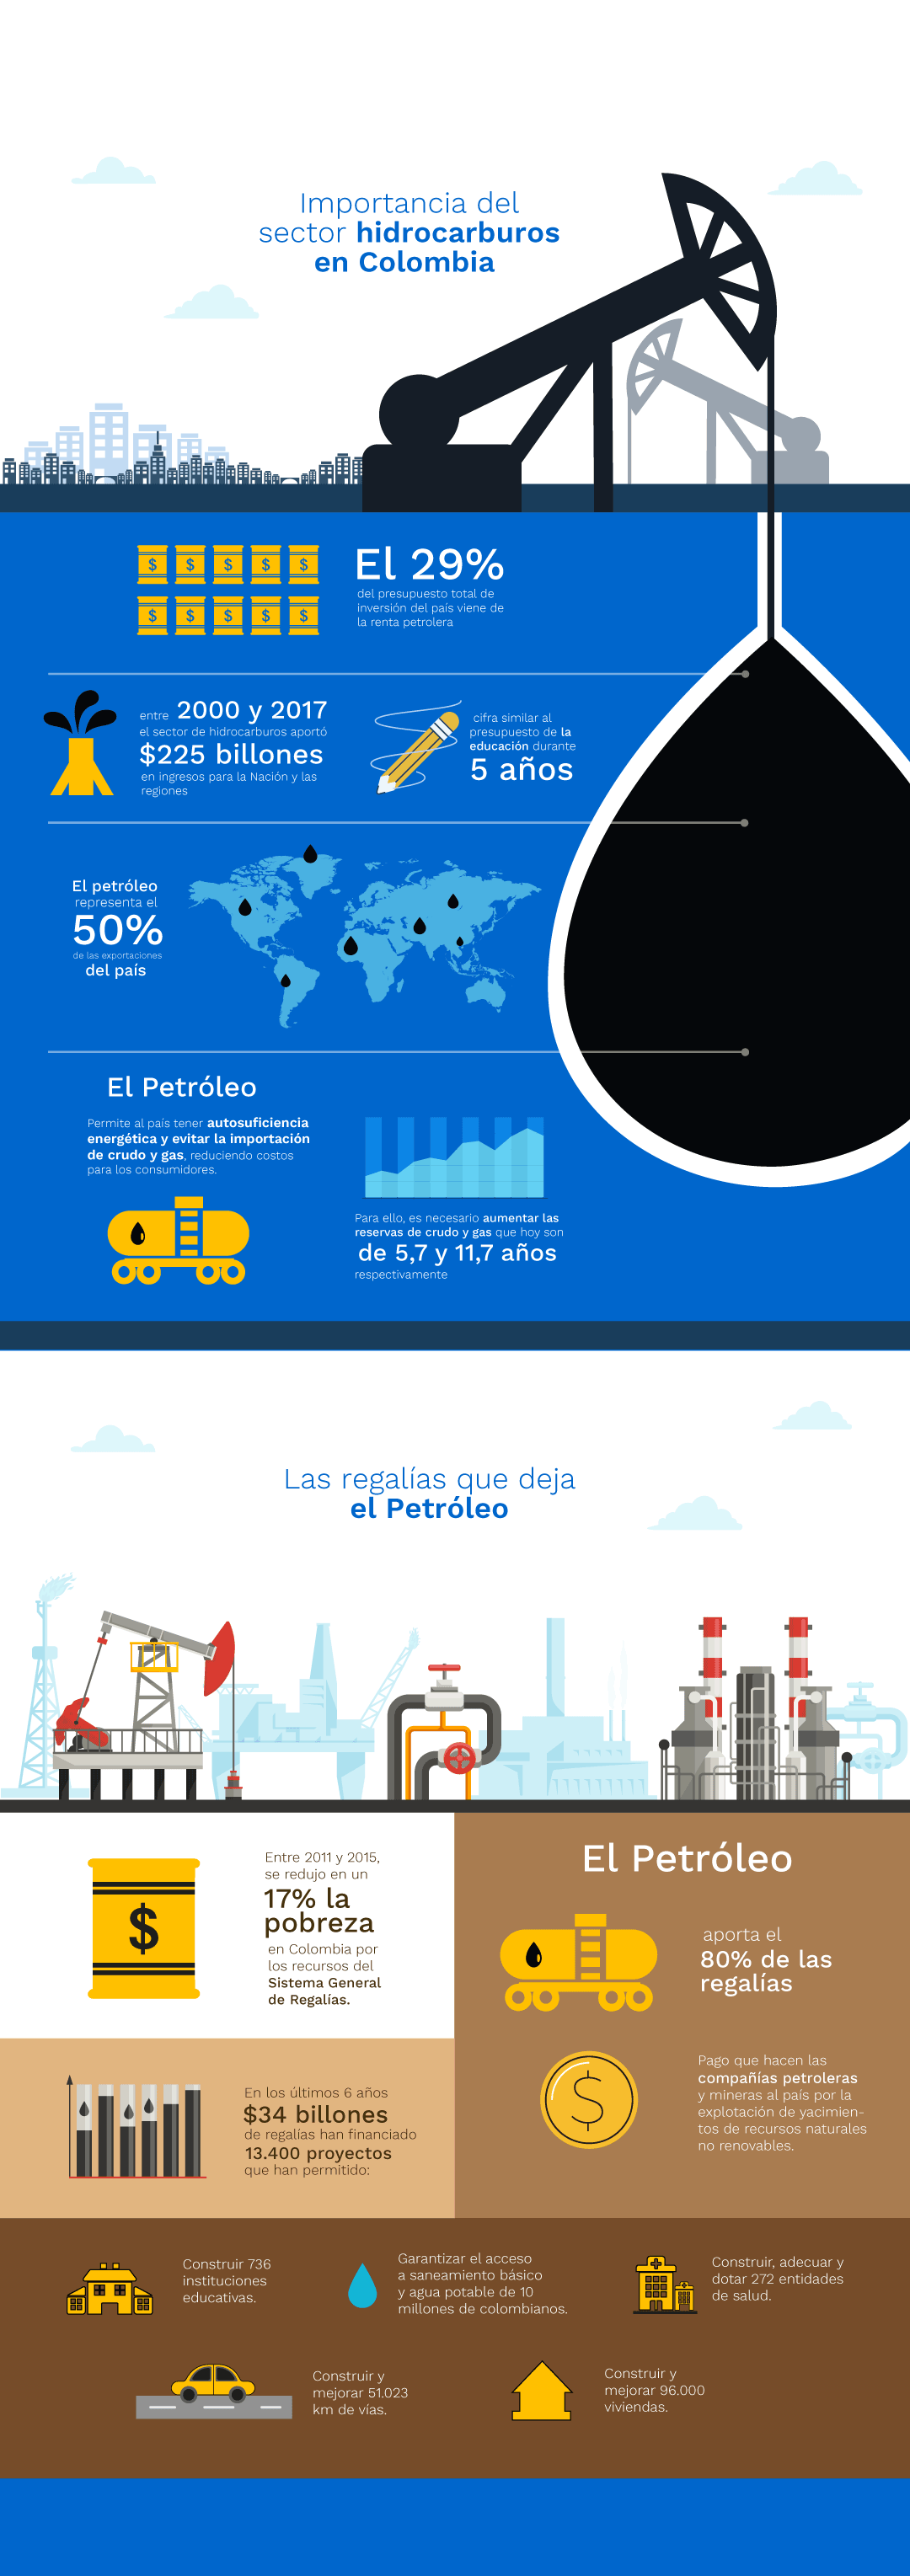 Importancia del
sector hidrocarburos
en Colombia
$ $ $ $ $
$ $ $ $ $
El 29%
del presupuesto total de
inversión del país viene de
la renta petrolera
entre 2000 y 2017
el sector de hidrocarburos aportó
$225 billones
en ingresos para la Nación y las
regiones
cifra similar al
presupuesto de la
educación durante
5 años
El petróleo
representa el
50%
de las exportaciones
del país
El Petróleo
Permite al país tener autosuficiencia
energética y evitar la importación
de crudo y gas, reduciendo costos
para los consumidores.
Para ello, es necesario aumentar las
reservas de crudo y gas que hoy son
de 5,7 y 11,7 años
respectivamente
Las regalías que deja
el Petróleo
$
Entre 2011 y 2015,
se redujo en un
17% la
pobreza
en Colombia por
los recursos del
Sistema General
de Regalías.
El Petróleo
aporta el
80% de las
regalías
$
Pago que hacen las
compañías petroleras
y mineras al país por la
explotación de yacimien-
tos de recursos naturales
no renovables.
En los últimos 6 años
$34 billones
de regalías han financiado
13.400 proyectos
que han permitido:
Construir 736
instituciones
educativas.
Garantizar el acceso
a saneamiento básico
y agua potable de 10
millones de colombianos.
Construir, adecuar y
dotar 272 entidades
de salud.
Construir y
mejorar 51.023
km de vías.
Construir y
mejorar 96.000
viviendas.